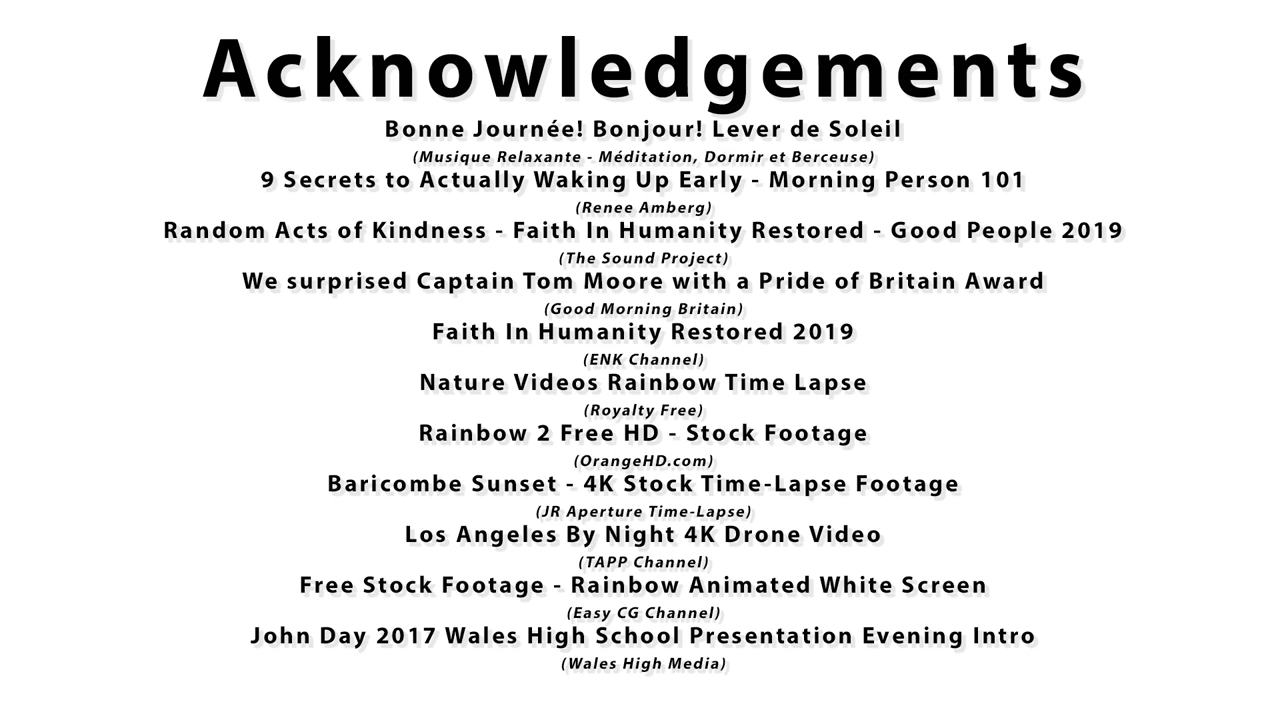 Acknowledgements
Bonne Journée! Bonjour! Lever de Soleil
(Musique Relaxante - Méditation, Dormir et Berceuse)
9 Secrets to Actually Waking Up Early - Morning Person 101
(Renee Amberg)
Random Acts of Kindness - Faith In Humanity Restored - Good People 2019
(The Sound Project)
We surprised Captain Tom Moore with a Pride of Britain Award
(Good Morning Britain)
Faith In Humanity Restored 2019
(ENK Channel)
Nature Videos Rainbow Time Lapse
(Royalty Free)
Rainbow 2 Free HD - Stock Footage
(OrangeHD.com)
Baricombe Sunset - 4K Stock Time-Lapse Footage
(JR Aperture Time-Lapse)
Los Angeles By Night 4K Drone Video
(TAPP Channel)
Free Stock Footage - Rainbow Animated White Screen
(Easy CG Channel)
John Day 2017 Wales High School Presentation Evening Intro
(Wales High Media)